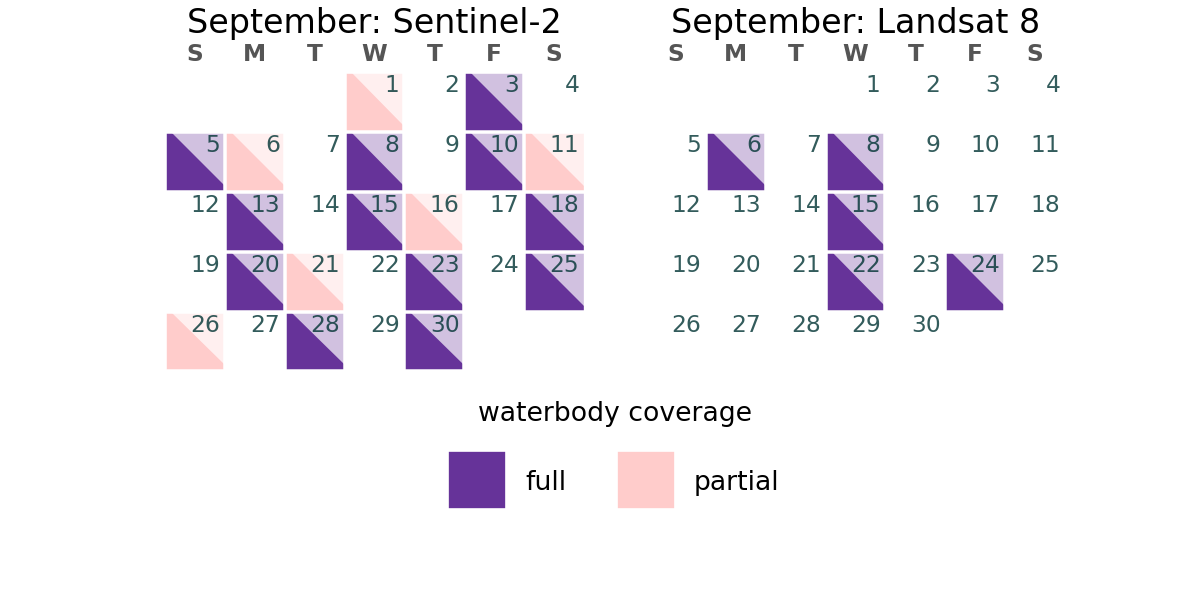 September: Sentinel-2
S M T W T F S
1 2 3 4
5 6 7 8 9 10 11
12 13 14 15 16 17 18
19 20 21 22 23 24 25
26 27 28 29 30
September: Landsat 8
S M T W T F S
1 2 3 4
5 6 7 8 9 10 11
12 13 14 15 16 17 18
19 20 21 22 23 24 25
26 27 28 29 30
waterbody coverage
full
partial